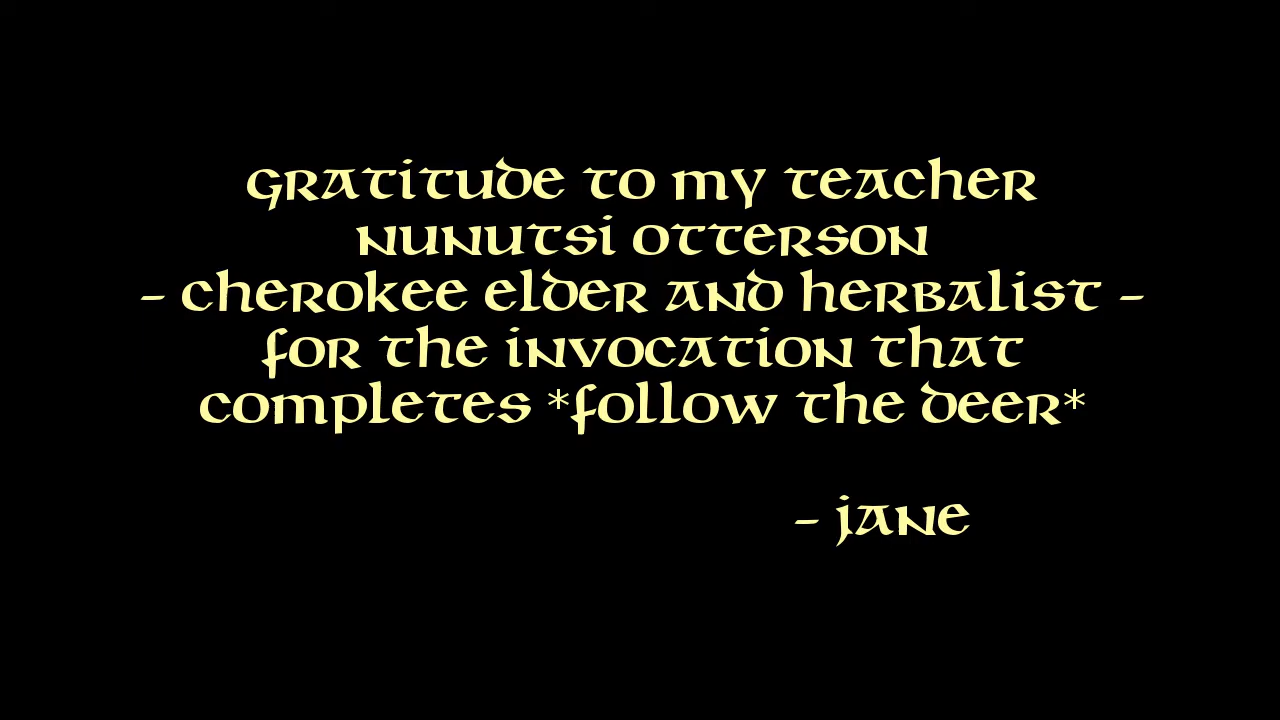 Gratitude to my teacher
Nunutsi Otterson
- Cherokee elder and herbalist -
for the invocation that
completes *Follow the Deer*
- Jane